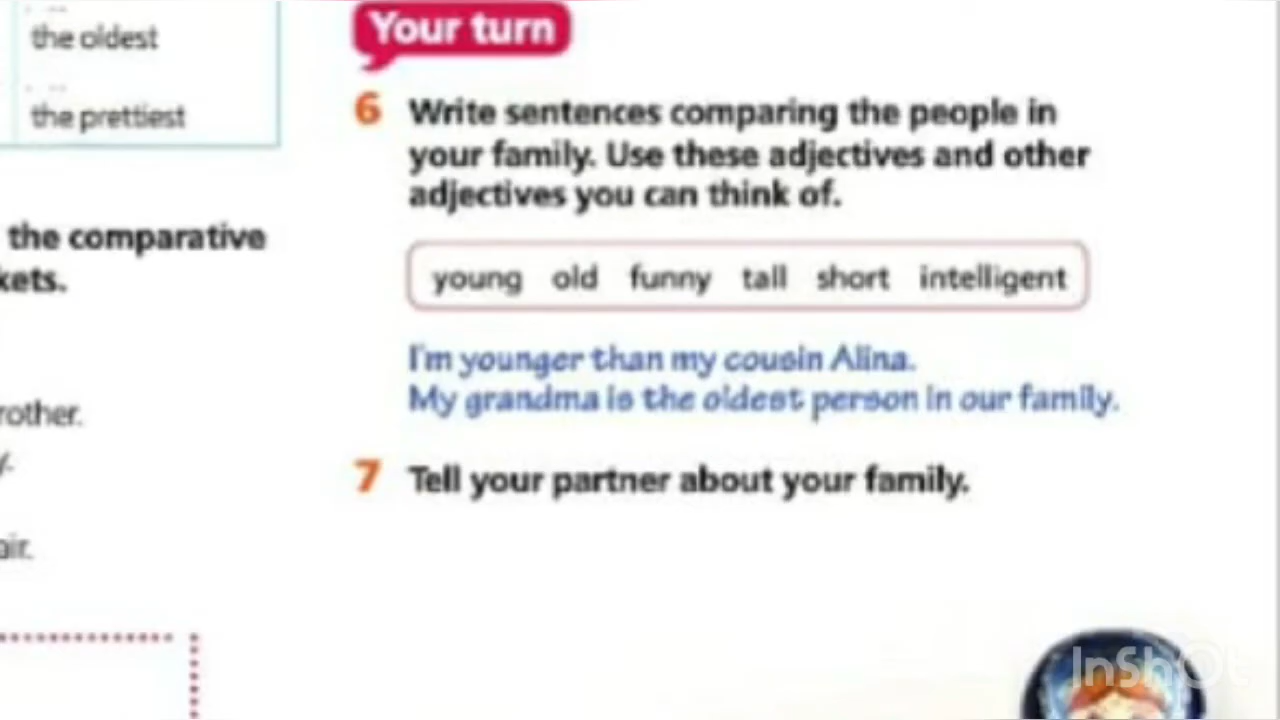 the oldest
the prettiest
the comparative
kets.
rother.
y.
air.
Your turn
6 Write sentences comparing the people in
your family. Use these adjectives and other
adjectives you can think of.
young old funny tall short intelligent
I'm younger than my cousin Alina.
My grandma is the oldest person in our family.
7 Tell your partner about your family.
InShOt